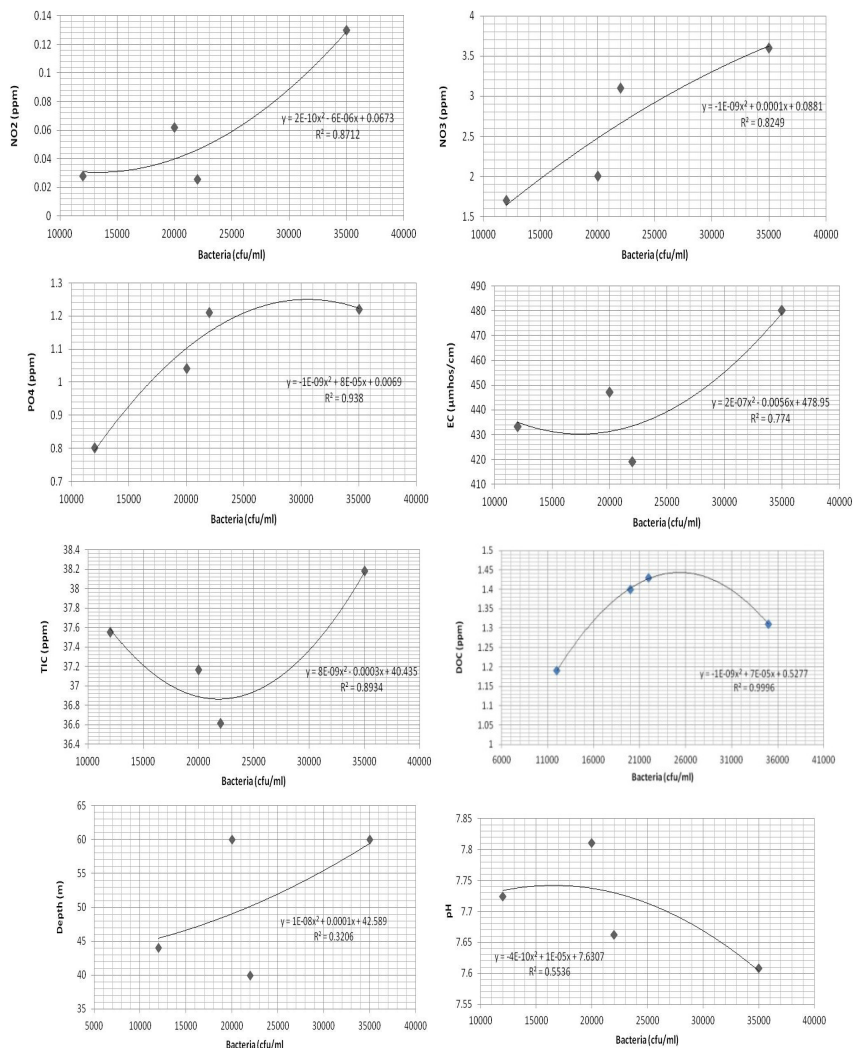 NO2 (ppm)
0.14
0.12
0.1
0.08
0.06
0.04
0.02
0
y = 2E-10x² - 6E-06x + 0.0673
R² = 0.8712
10000 15000 20000 25000 30000 35000 40000
Bacteria (cfu/ml)
NO3 (ppm)
4
3.5
3
2.5
2
1.5
y = -1E-09x² + 0.0001x + 0.0881
R² = 0.8249
10000 15000 20000 25000 30000 35000 40000
Bacteria (cfu/ml)
PO4 (ppm)
1.3
1.2
1.1
1
0.9
0.8
0.7
y = -1E-09x² + 8E-05x + 0.0069
R² = 0.938
10000 15000 20000 25000 30000 35000 40000
Bacteria (cfu/ml)
EC (µmhos/cm)
490
480
470
460
450
440
430
420
410
y = 2E-07x² - 0.0056x + 478.95
R² = 0.774
10000 15000 20000 25000 30000 35000 40000
Bacteria (cfu/ml)
TIC (ppm)
38.4
38.2
38
37.8
37.6
37.4
37.2
37
36.8
36.6
36.4
y = 8E-09x² - 0.0003x + 40.435
R² = 0.8934
10000 15000 20000 25000 30000 35000 40000
Bacteria (cfu/ml)
DOC (ppm)
1.5
1.45
1.4
1.35
1.3
1.25
1.2
1.15
1.1
1.05
1
y = -1E-09x² + 7E-05x + 0.5277
R² = 0.9996
6000 11000 16000 21000 26000 31000 36000 41000
Bacteria (cfu/ml)
Depth (m)
65
60
55
50
45
40
35
y = 1E-08x² + 0.0001x + 42.589
R² = 0.3206
5000 10000 15000 20000 25000 30000 35000 40000
Bacteria (cfu/ml
pH
7.85
7.8
7.75
7.7
7.65
7.6
7.55
y = -4E-10x² + 1E-05x + 7.6307
R² = 0.5536
10000 15000 20000 25000 30000 35000 40000
Bacteria (cfu/ml)